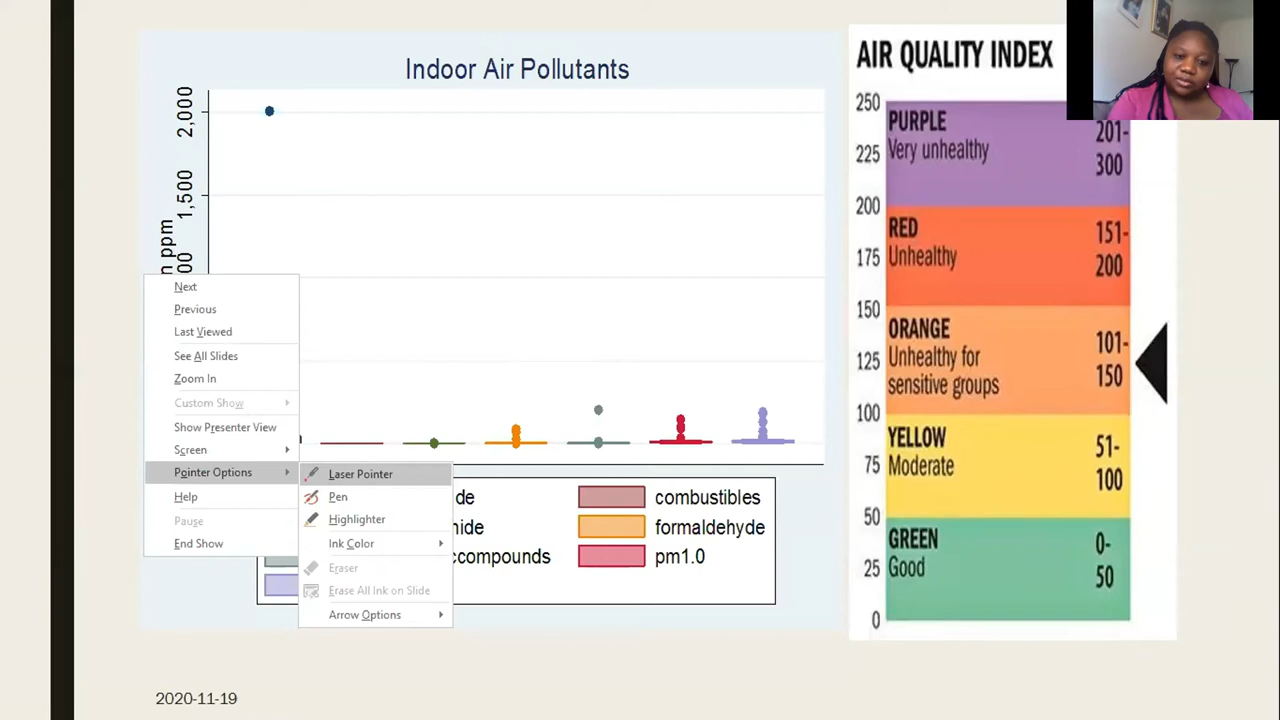 Indoor Air Pollutants
2,000
1,500
00
n ppm
Next
Previous
Last Viewed
See All Slides
Zoom In
Custom Show
Show Presenter View
Screen
Pointer Options
Help
Pause
End Show
Laser Pointer
Pen
Highlighter
Ink Color
Eraser
Erase All Ink on Slide
Arrow Options
de combustibles
hide formaldehyde
compounds pm1.0
AIR QUALITY INDEX
250
PURPLE 201-
225 Very unhealthy 300
200
RED 151-
175 Unhealthy 200
150
ORANGE 101-
125 Unhealthy for 150
sensitive groups
100
YELLOW 51-
75 Moderate 100
50
GREEN 0-
25 Good 50
0
2020-11-19